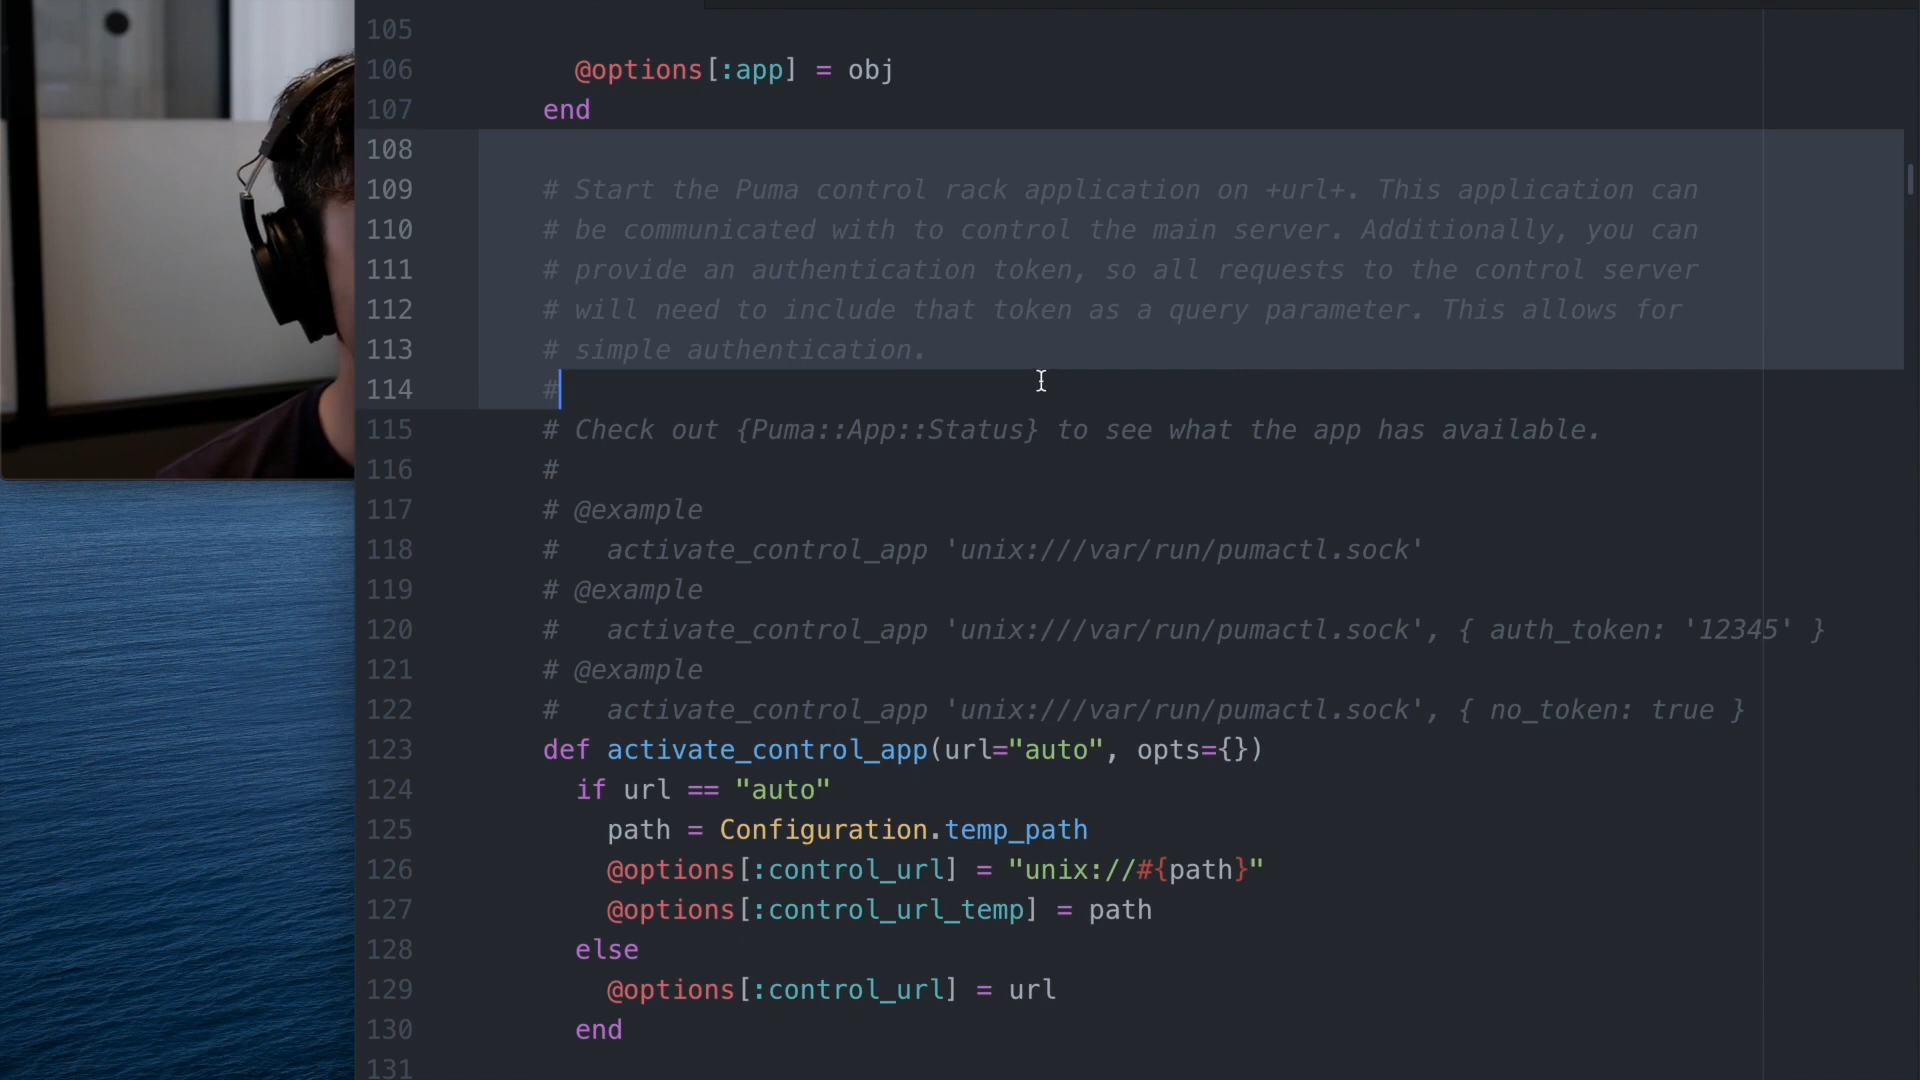 105
106 @options[:app] = obj
107 end
108
109 # Start the Puma control rack application on +url+. This application can
110 # be communicated with to control the main server. Additionally, you can
111 # provide an authentication token, so all requests to the control server
112 # will need to include that token as a query parameter. This allows for
113 # simple authentication.
114 #
115 # Check out {Puma::App::Status} to see what the app has available.
116 #
117 # @example
118 #   activate_control_app 'unix:///var/run/pumactl.sock'
119 # @example
120 #   activate_control_app 'unix:///var/run/pumactl.sock', { auth_token: '12345' }
121 # @example
122 #   activate_control_app 'unix:///var/run/pumactl.sock', { no_token: true }
123 def activate_control_app(url="auto", opts={})
124 if url == "auto"
125 path = Configuration.temp_path
126 @options[:control_url] = "unix://#{path}"
127 @options[:control_url_temp] = path
128 else
129 @options[:control_url] = url
130 end
131